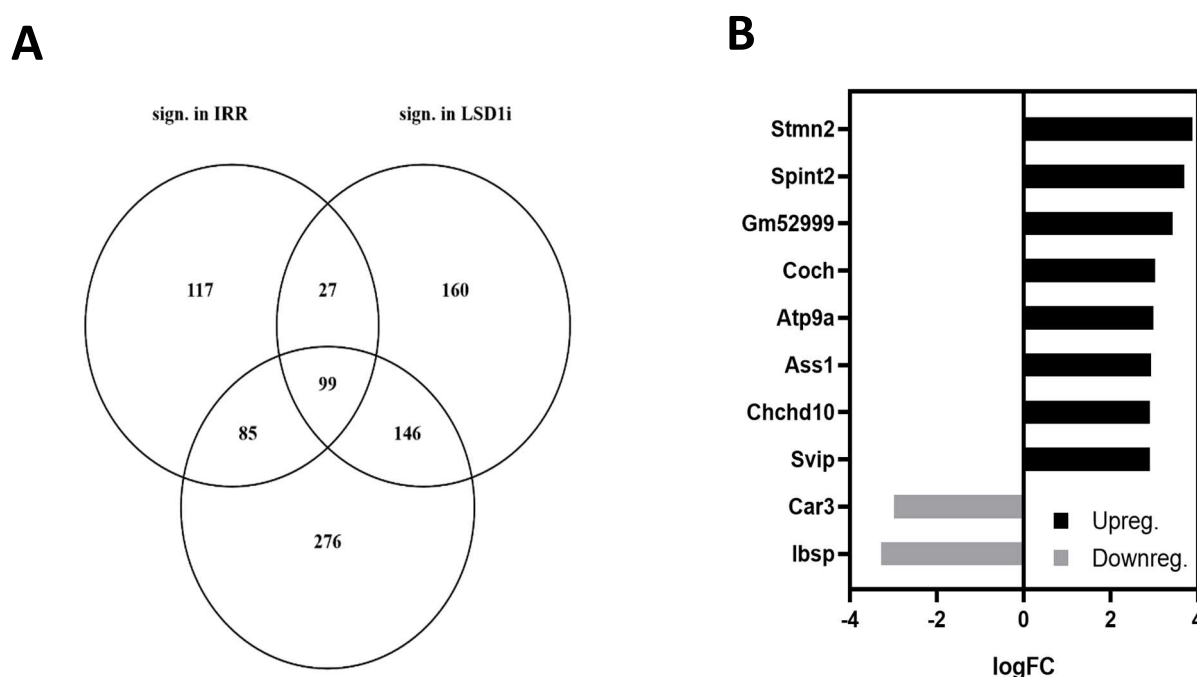 A
sign. in IRR
sign. in LSD1i
117
27
160
99
85
146
276
B
Stmn2
Spint2
Gm52999
Coch
Atp9a
Ass1
Chchd10
Svip
Car3
Ibsp
Upreg.
Downreg.
-4 -2 0 2 4
logFC